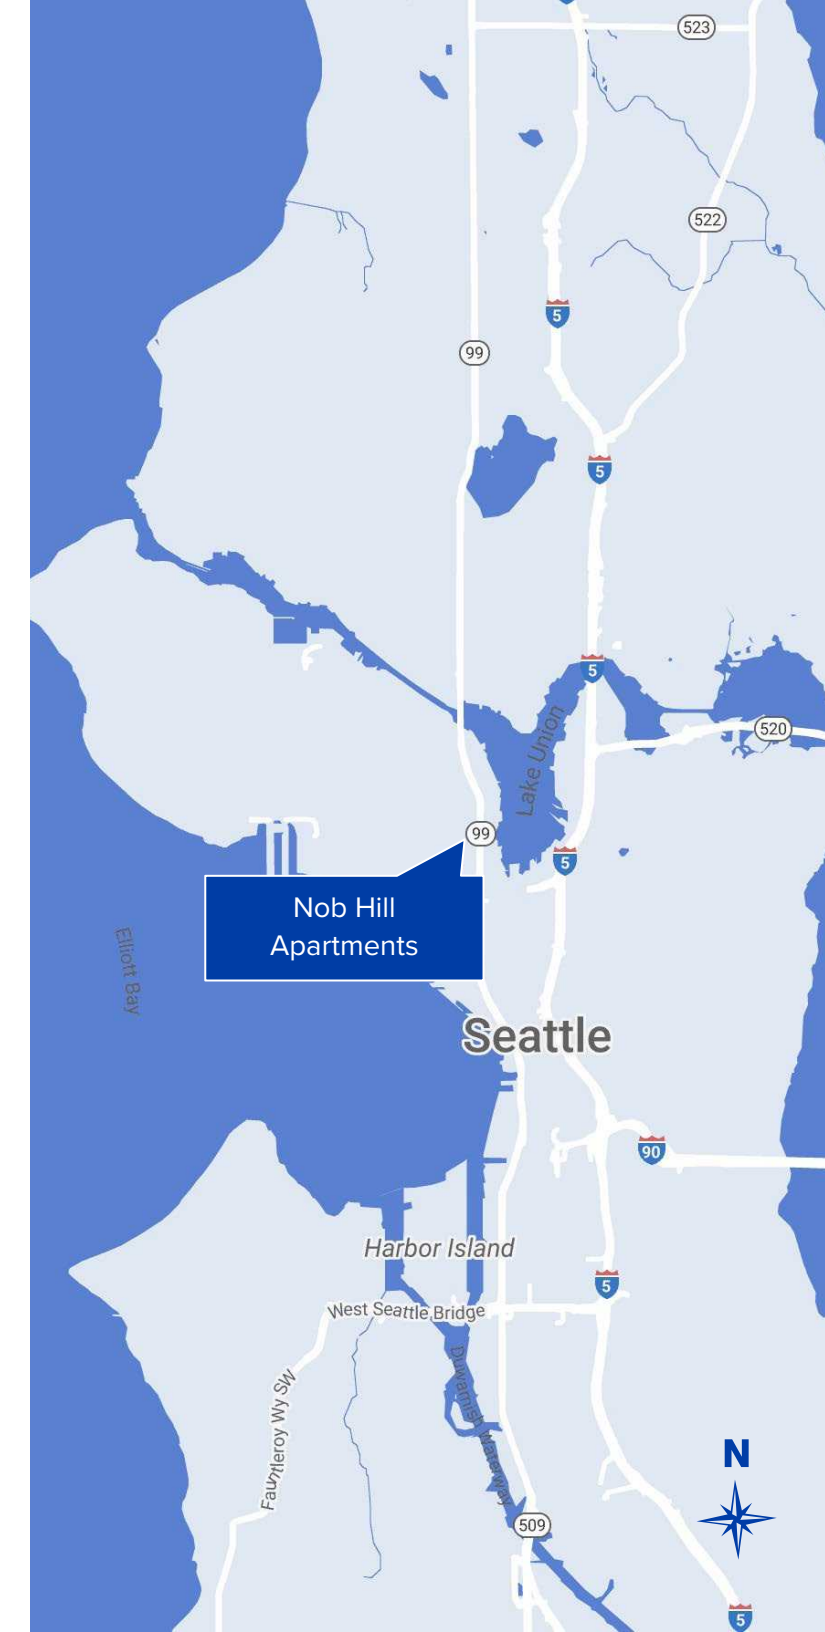 523
522
5
99
5
5
Lake Union
520
99
5
Nob Hill
Apartments
Elliott Bay
Seattle
90
Harbor Island
5
West Seattle Bridge
Duwamish Waterway
Fauntleroy Wy SW
N
509
5